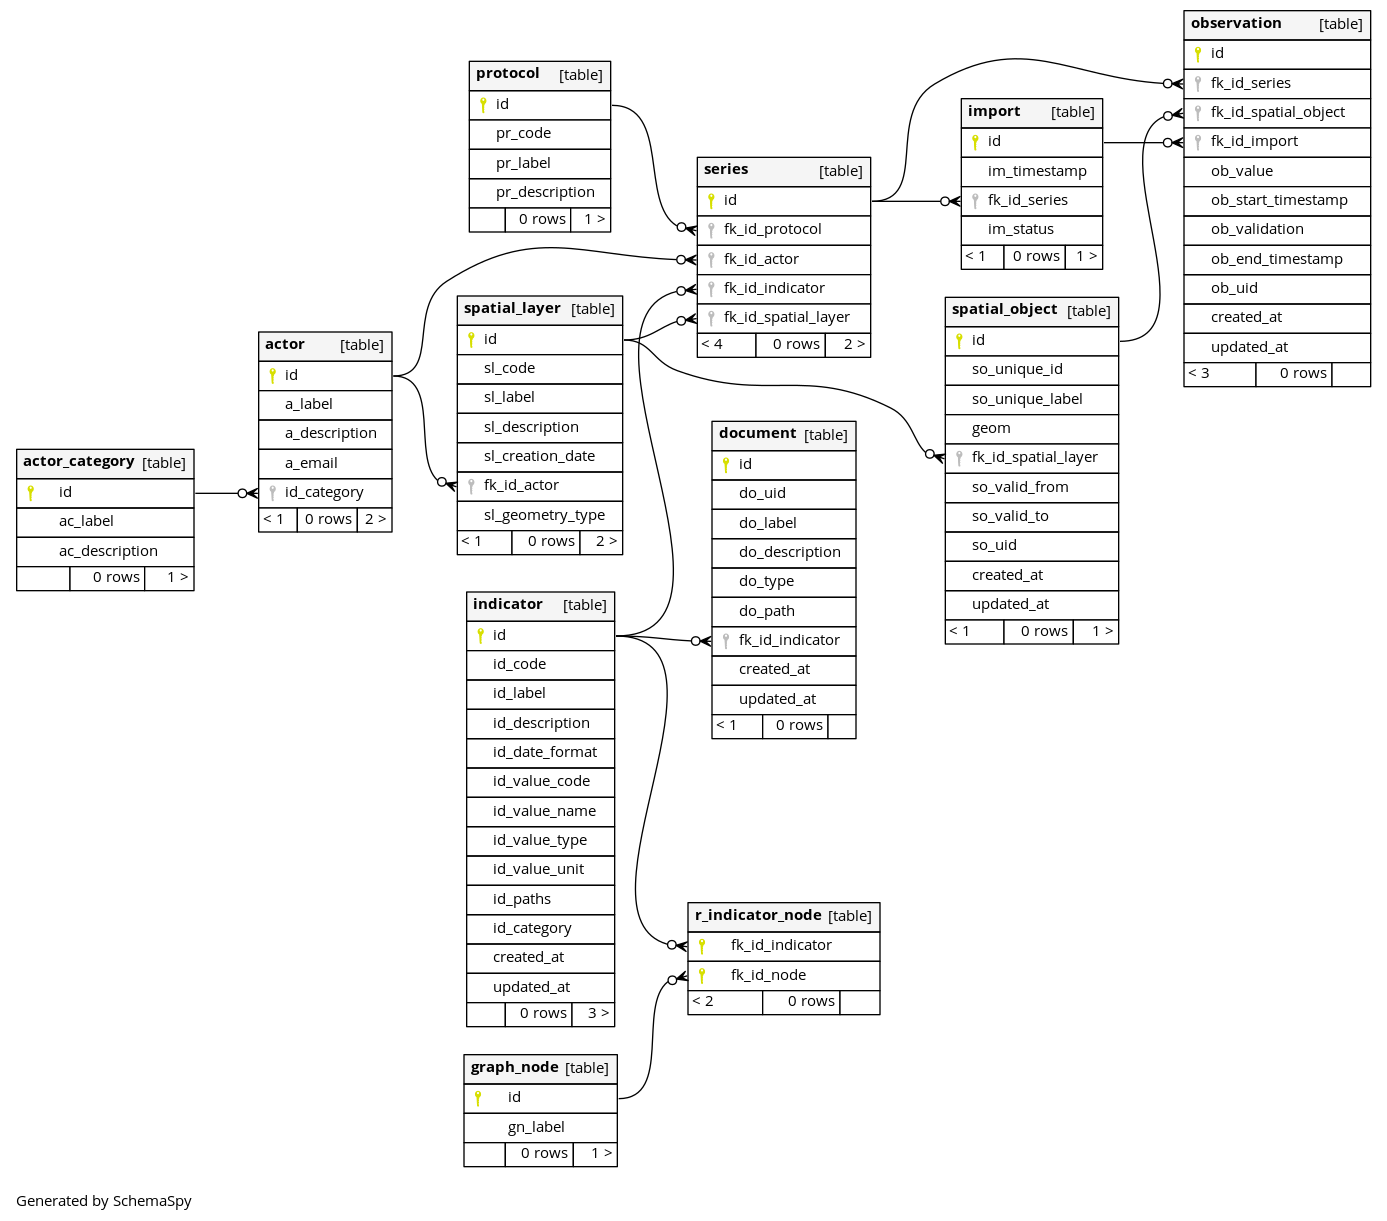 observation [table]
id
fk_id_series
fk_id_spatial_object
fk_id_import
ob_value
ob_start_timestamp
ob_validation
ob_end_timestamp
ob_uid
created_at
updated_at
< 3 0 rows
protocol [table]
id
pr_code
pr_label
pr_description
0 rows 1 >
import [table]
id
im_timestamp
fk_id_series
im_status
< 1 0 rows 1 >
series [table]
id
fk_id_protocol
fk_id_actor
fk_id_indicator
fk_id_spatial_layer
< 4 0 rows 2 >
spatial_layer [table]
id
sl_code
sl_label
sl_description
sl_creation_date
fk_id_actor
sl_geometry_type
< 1 0 rows 2 >
spatial_object [table]
id
so_unique_id
so_unique_label
geom
fk_id_spatial_layer
so_valid_from
so_valid_to
so_uid
created_at
updated_at
< 1 0 rows 1 >
actor [table]
id
a_label
a_description
a_email
id_category
< 1 0 rows 2 >
document [table]
id
do_uid
do_label
do_description
do_type
do_path
fk_id_indicator
created_at
updated_at
< 1 0 rows
actor_category [table]
id
ac_label
ac_description
0 rows 1 >
indicator [table]
id
id_code
id_label
id_description
id_date_format
id_value_code
id_value_name
id_value_type
id_value_unit
id_paths
id_category
created_at
updated_at
0 rows 3 >
r_indicator_node [table]
fk_id_indicator
fk_id_node
< 2 0 rows
graph_node [table]
id
gn_label
0 rows 1 >
Generated by SchemaSpy